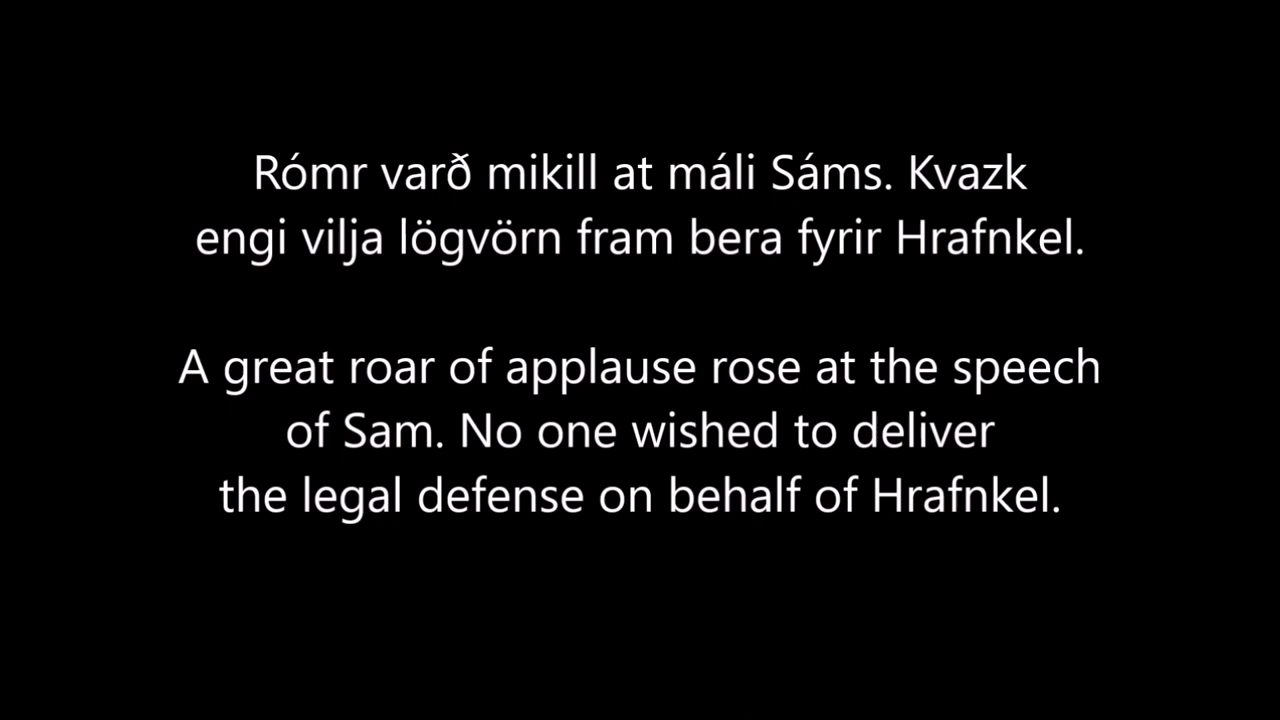 Rómr varð mikill at máli Sáms. Kvazk
engi vilja lögvörn fram bera fyrir Hrafnkel.
A great roar of applause rose at the speech
of Sam. No one wished to deliver
the legal defense on behalf of Hrafnkel.